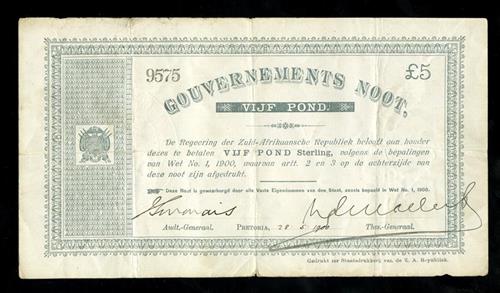 9575
£5
GOUVERNEMENTS NOOT,
VIJF POND.
De Regeering der Zuid-Afrikaansche Republiek belooft aan houder
dezes te betalen VIJF POND Sterling, volgens de bepalingen
van Wet No. 1, 1900, waarvan artt. 2 en 3 op de achterzijde van
deze noot zijn afgedrukt.
Deze Noot is gewaarborgd door alle Vaste Eigendommen van den Staat, zooals bepaald in Wet No. 1, 1900.
Audt.-Generaal. PRETORIA, 28 5 1900 Thes.-Generaal.
Gedrukt ter Staatsdrukkerij van de Z. A. Republiek.